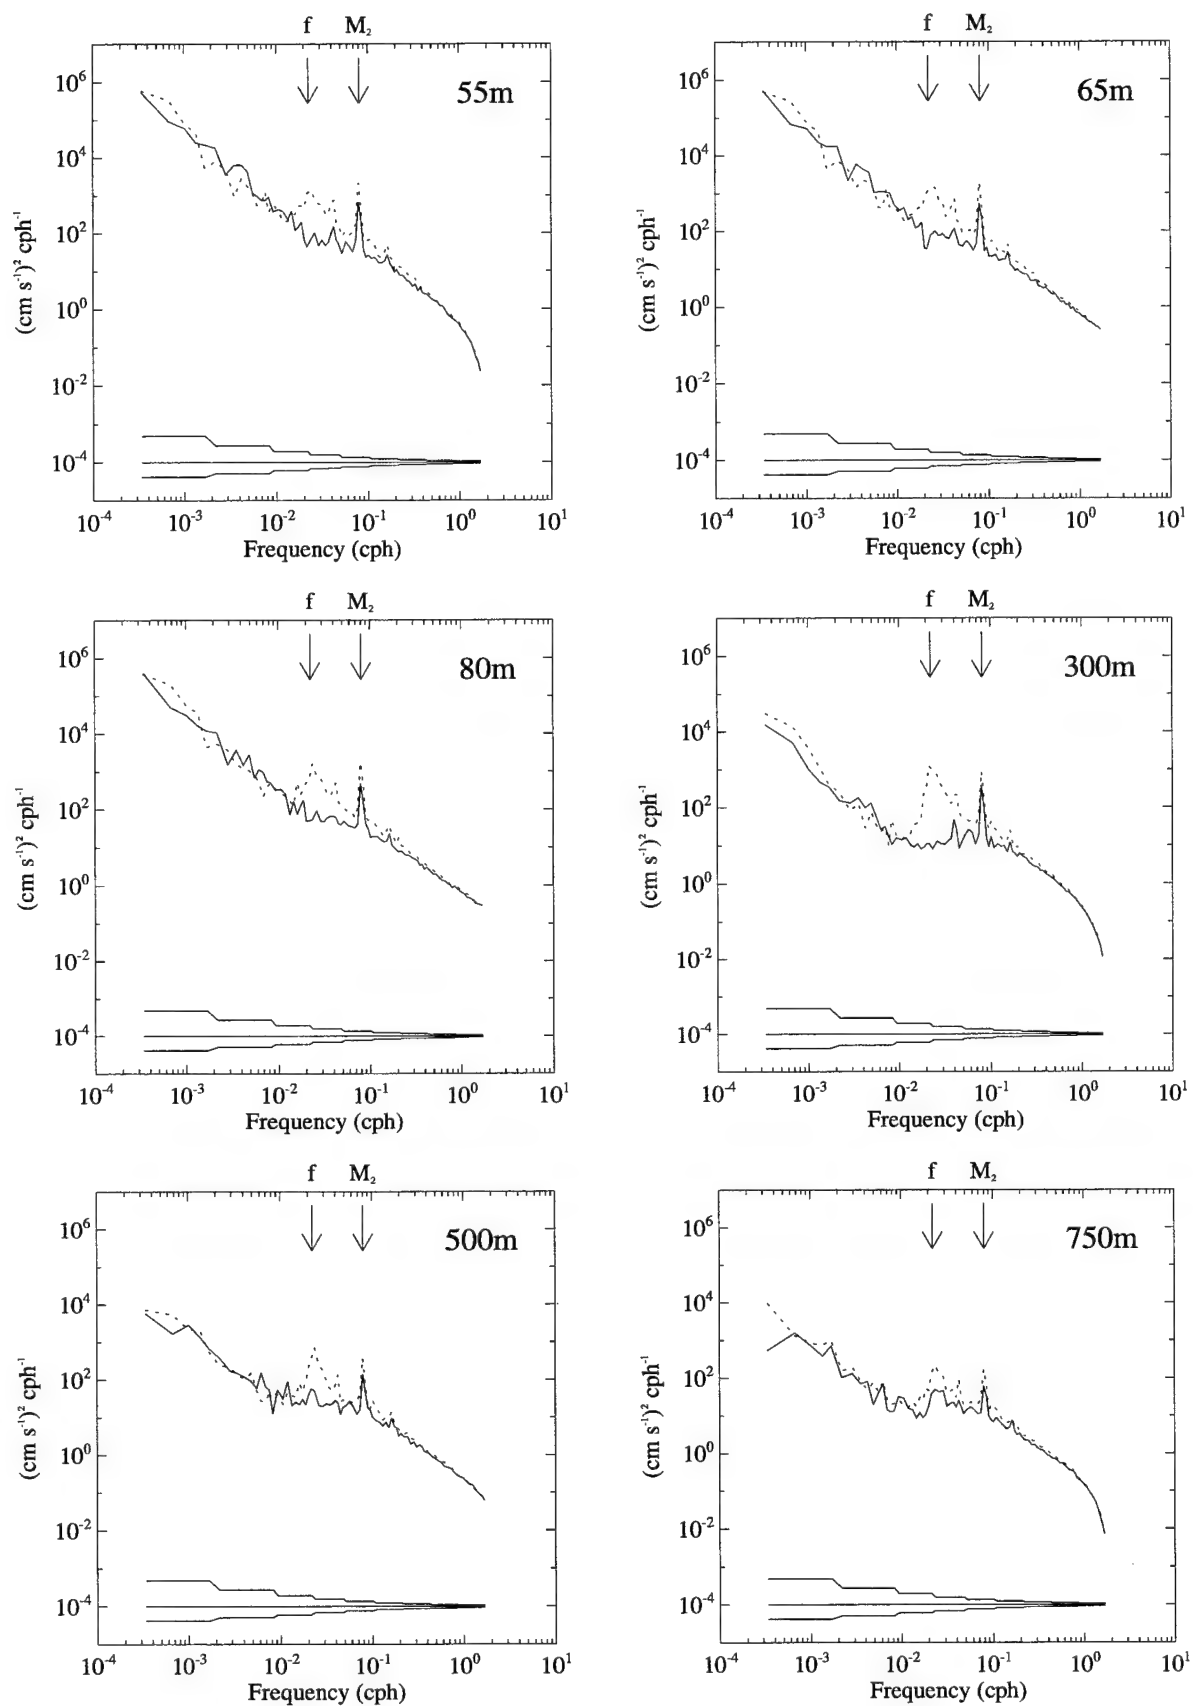 f M₂
55m
10⁶
10⁴
10²
10⁰
10⁻²
10⁻⁴
(cm s⁻¹)² cph⁻¹
10⁻⁴ 10⁻³ 10⁻² 10⁻¹ 10⁰ 10¹
Frequency (cph)
f M₂
65m
10⁶
10⁴
10²
10⁰
10⁻²
10⁻⁴
(cm s⁻¹)² cph⁻¹
10⁻⁴ 10⁻³ 10⁻² 10⁻¹ 10⁰ 10¹
Frequency (cph)
f M₂
80m
10⁶
10⁴
10²
10⁰
10⁻²
10⁻⁴
(cm s⁻¹)² cph⁻¹
10⁻⁴ 10⁻³ 10⁻² 10⁻¹ 10⁰ 10¹
Frequency (cph)
f M₂
300m
10⁶
10⁴
10²
10⁰
10⁻²
10⁻⁴
(cm s⁻¹)² cph⁻¹
10⁻⁴ 10⁻³ 10⁻² 10⁻¹ 10⁰ 10¹
Frequency (cph)
f M₂
500m
10⁶
10⁴
10²
10⁰
10⁻²
10⁻⁴
(cm s⁻¹)² cph⁻¹
10⁻⁴ 10⁻³ 10⁻² 10⁻¹ 10⁰ 10¹
Frequency (cph)
f M₂
750m
10⁶
10⁴
10²
10⁰
10⁻²
10⁻⁴
(cm s⁻¹)² cph⁻¹
10⁻⁴ 10⁻³ 10⁻² 10⁻¹ 10⁰ 10¹
Frequency (cph)